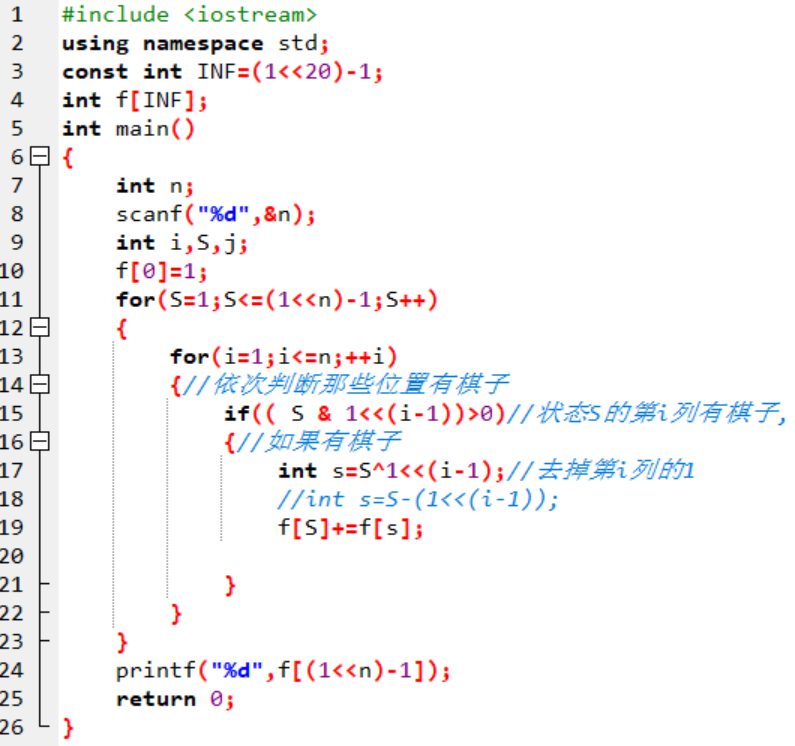 1 #include <iostream>
2 using namespace std;
3 const int INF=(1<<20)-1;
4 int f[INF];
5 int main()
6 {
7 int n;
8 scanf("%d",&n);
9 int i,S,j;
10 f[0]=1;
11 for(S=1;S<=(1<<n)-1;S++)
12 {
13 for(i=1;i<=n;++i)
14 {//依次判断那些位置有棋子
15 if(( S & 1<<(i-1))>0)//状态S的第i列有棋子,
16 {//如果有棋子
17 int s=S^1<<(i-1);//去掉第i列的1
18 //int s=S-(1<<(i-1));
19 f[S]+=f[s];
20
21 }
22 }
23 }
24 printf("%d",f[(1<<n)-1]);
25 return 0;
26 }